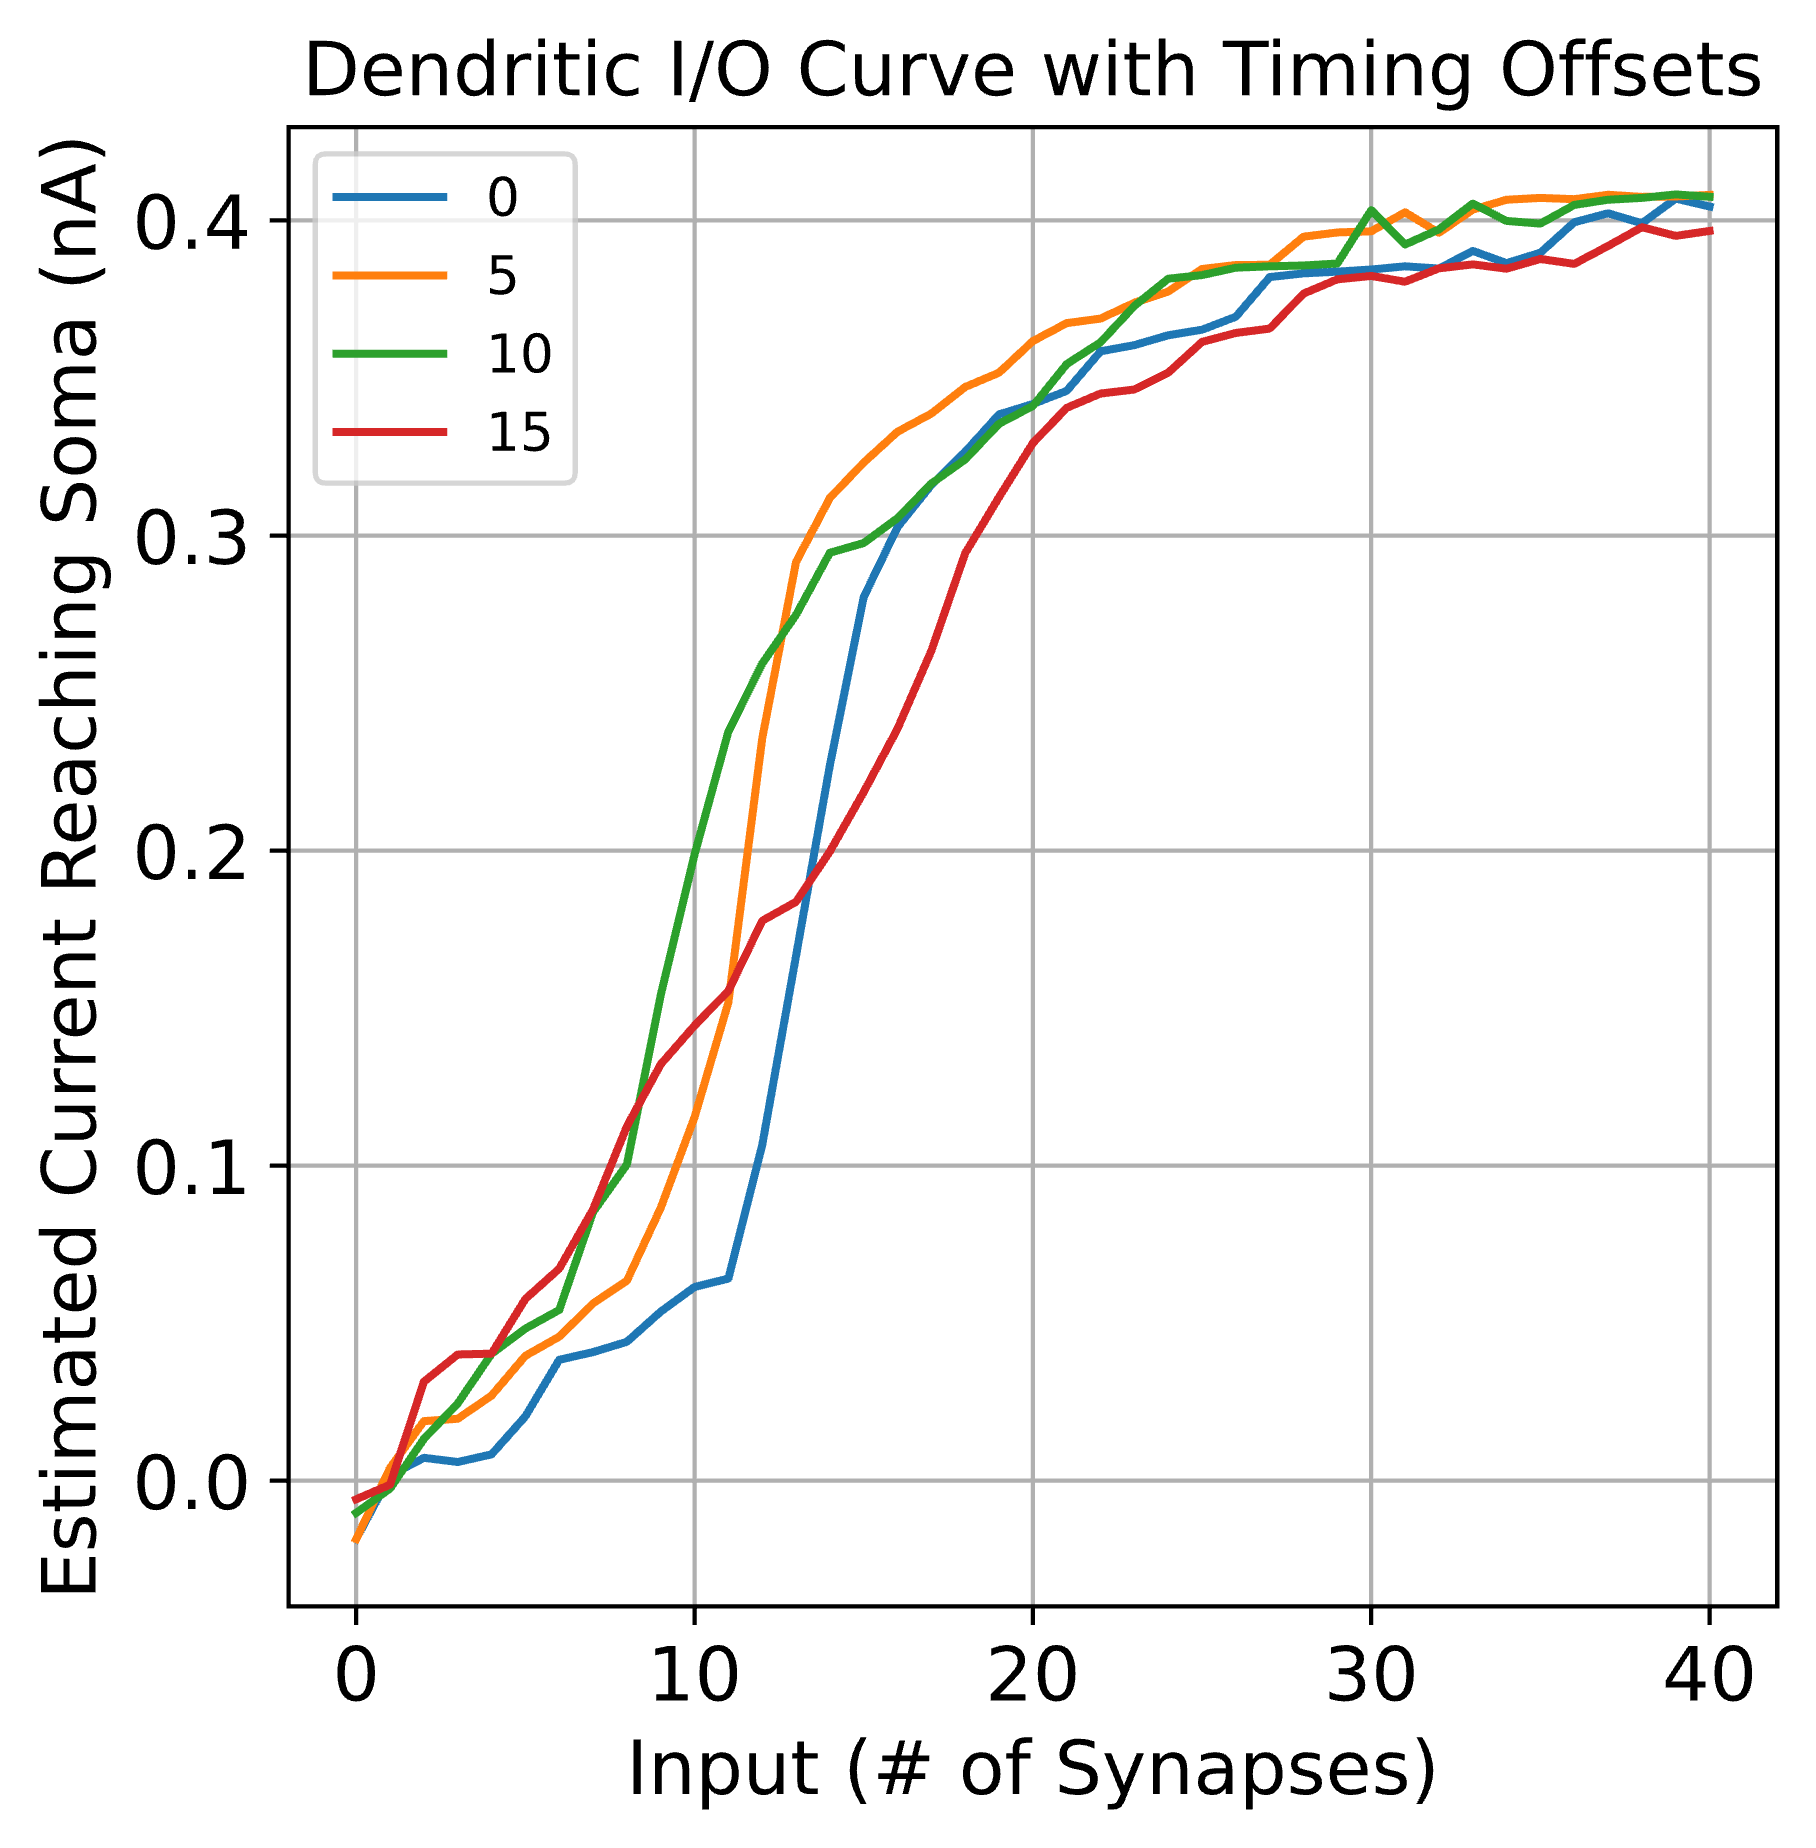 Dendritic I/O Curve with Timing Offsets
Estimated Current Reaching Soma (nA)
0.4
0.3
0.2
0.1
0.0
0
5
10
15
0 10 20 30 40
Input (# of Synapses)